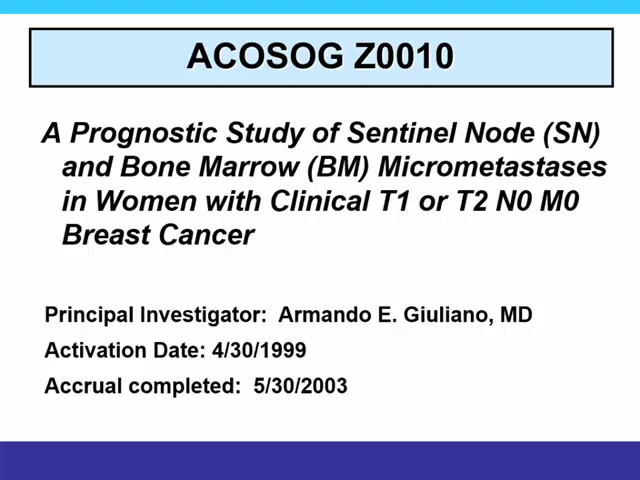 ACOSOG Z0010
A Prognostic Study of Sentinel Node (SN)
and Bone Marrow (BM) Micrometastases
in Women with Clinical T1 or T2 N0 M0
Breast Cancer
Principal Investigator: Armando E. Giuliano, MD
Activation Date: 4/30/1999
Accrual completed: 5/30/2003